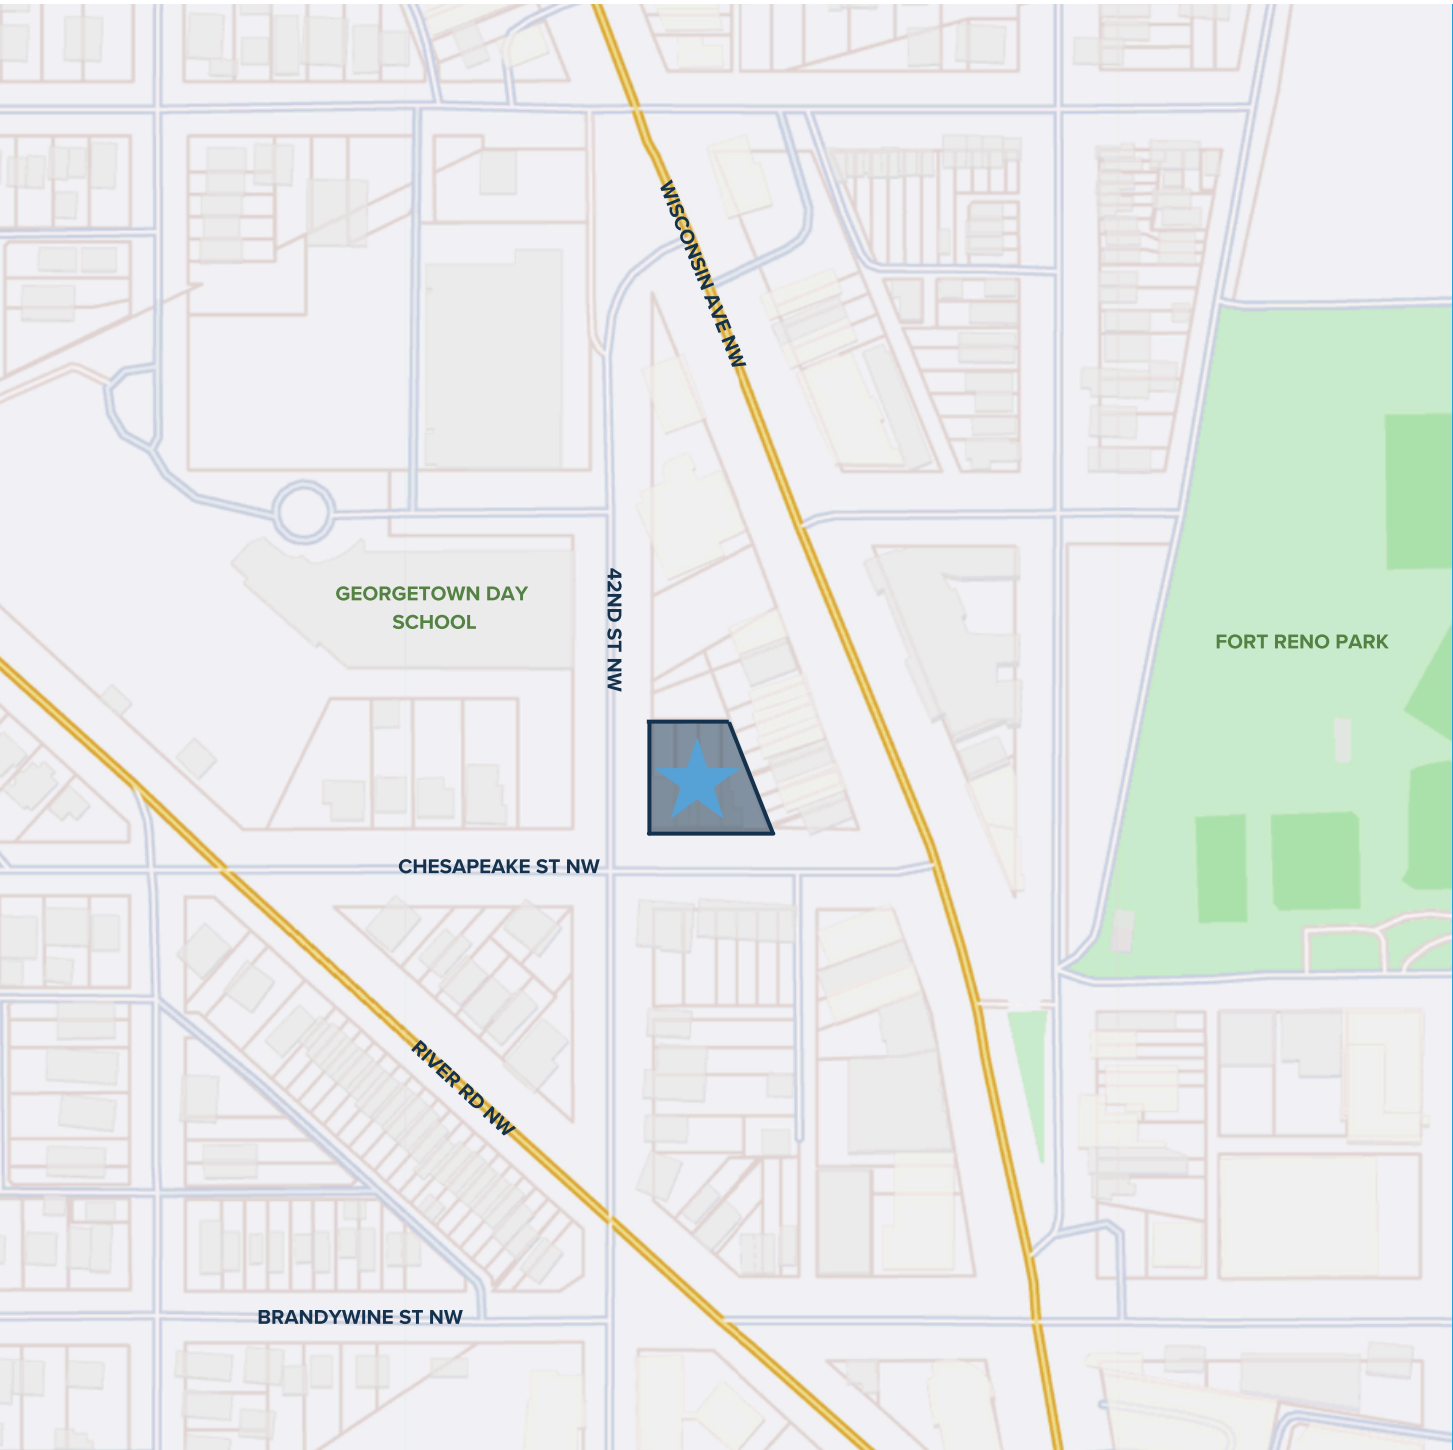 WISCONSIN AVE NW
42ND ST NW
GEORGETOWN DAY
SCHOOL
FORT RENO PARK
CHESAPEAKE ST NW
RIVER RD NW
BRANDYWINE ST NW